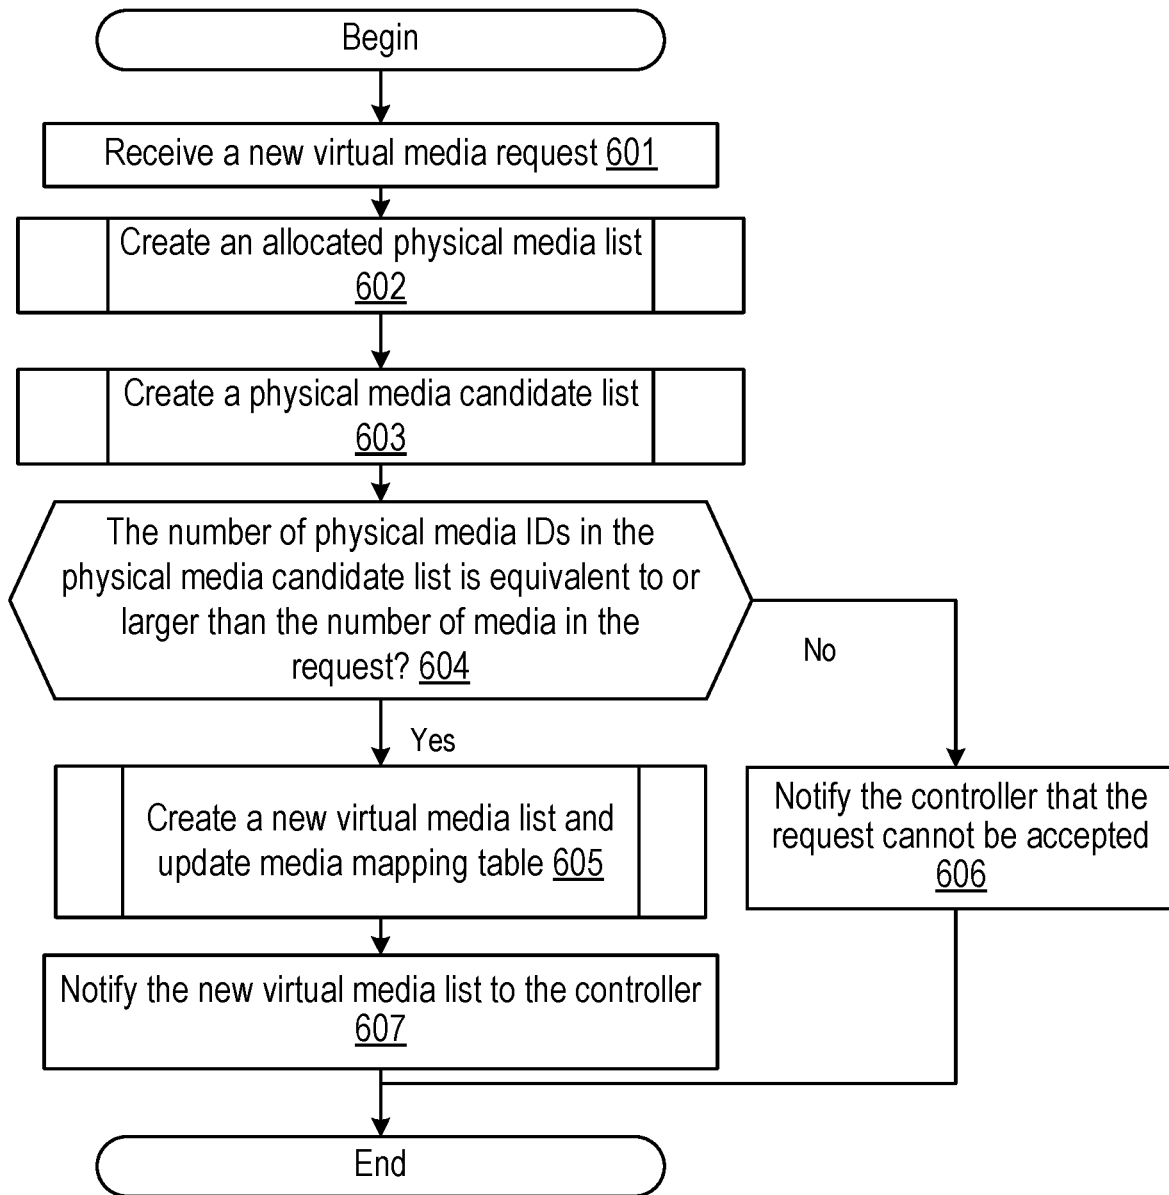 Begin
Receive a new virtual media request 601
Create an allocated physical media list
602
Create a physical media candidate list
603
The number of physical media IDs in the
physical media candidate list is equivalent to or
larger than the number of media in the
request? 604
No
Yes
Create a new virtual media list and
update media mapping table 605
Notify the controller that the
request cannot be accepted
606
Notify the new virtual media list to the controller
607
End